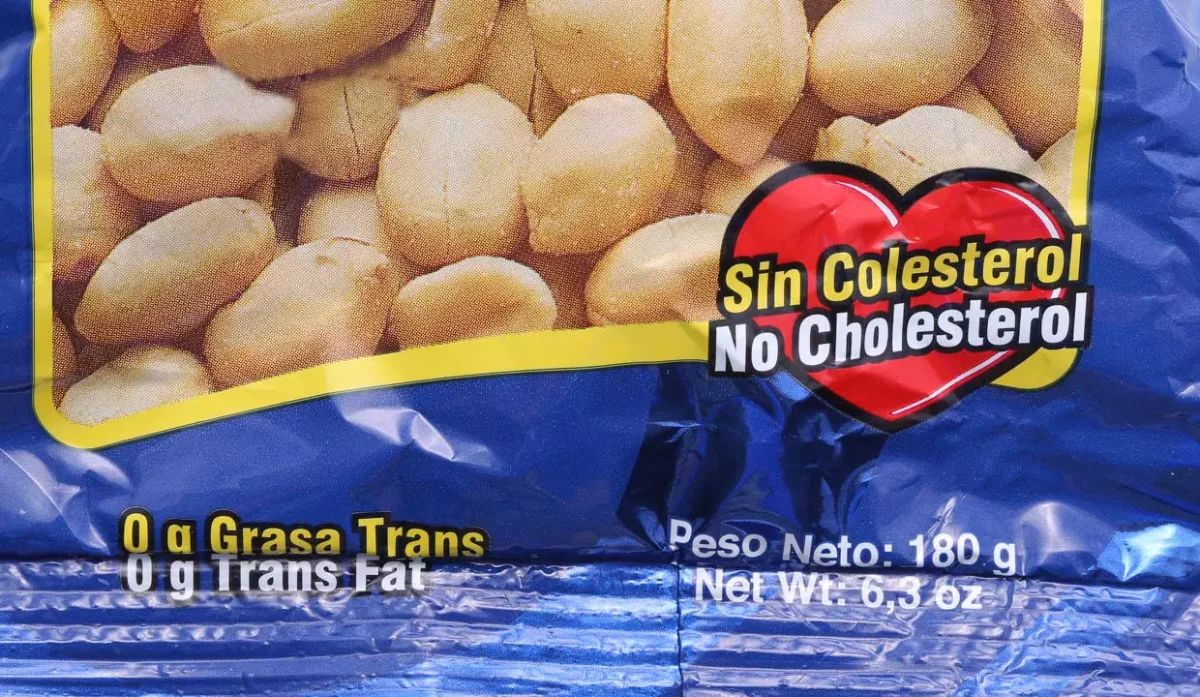 Sin Colesterol
No Cholesterol
0 g Grasa Trans
0 g Trans Fat
Peso Neto: 180 g
Net Wt: 6,3 oz